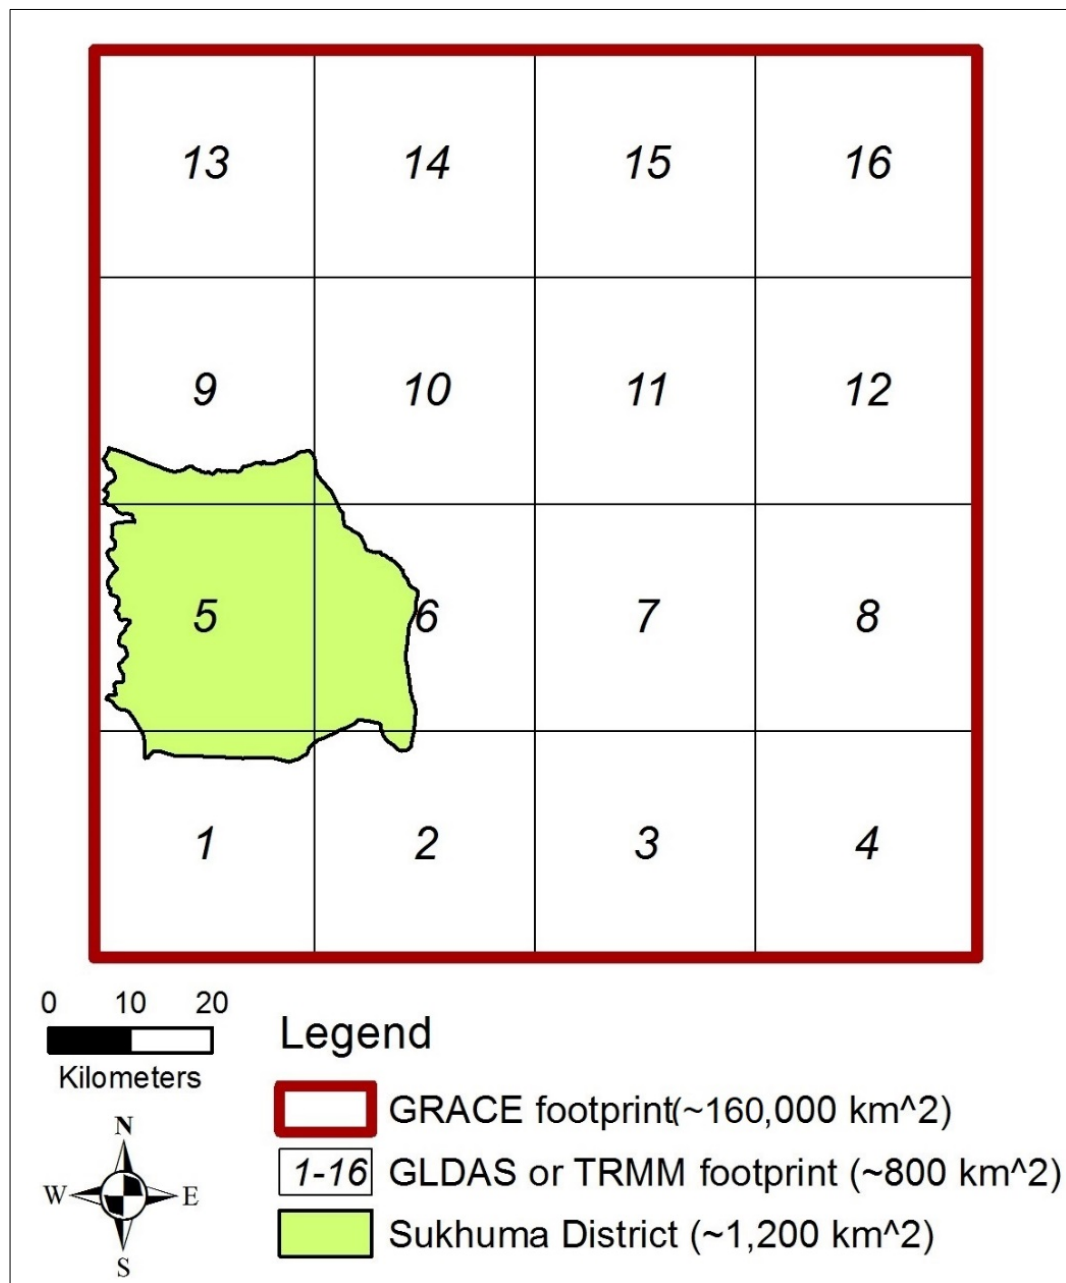 13 14 15 16
9 10 11 12
5 6 7 8
1 2 3 4
0 10 20
Kilometers
N
W E
S
Legend
GRACE footprint(~160,000 km^2)
1-16 GLDAS or TRMM footprint (~800 km^2)
Sukhuma District (~1,200 km^2)